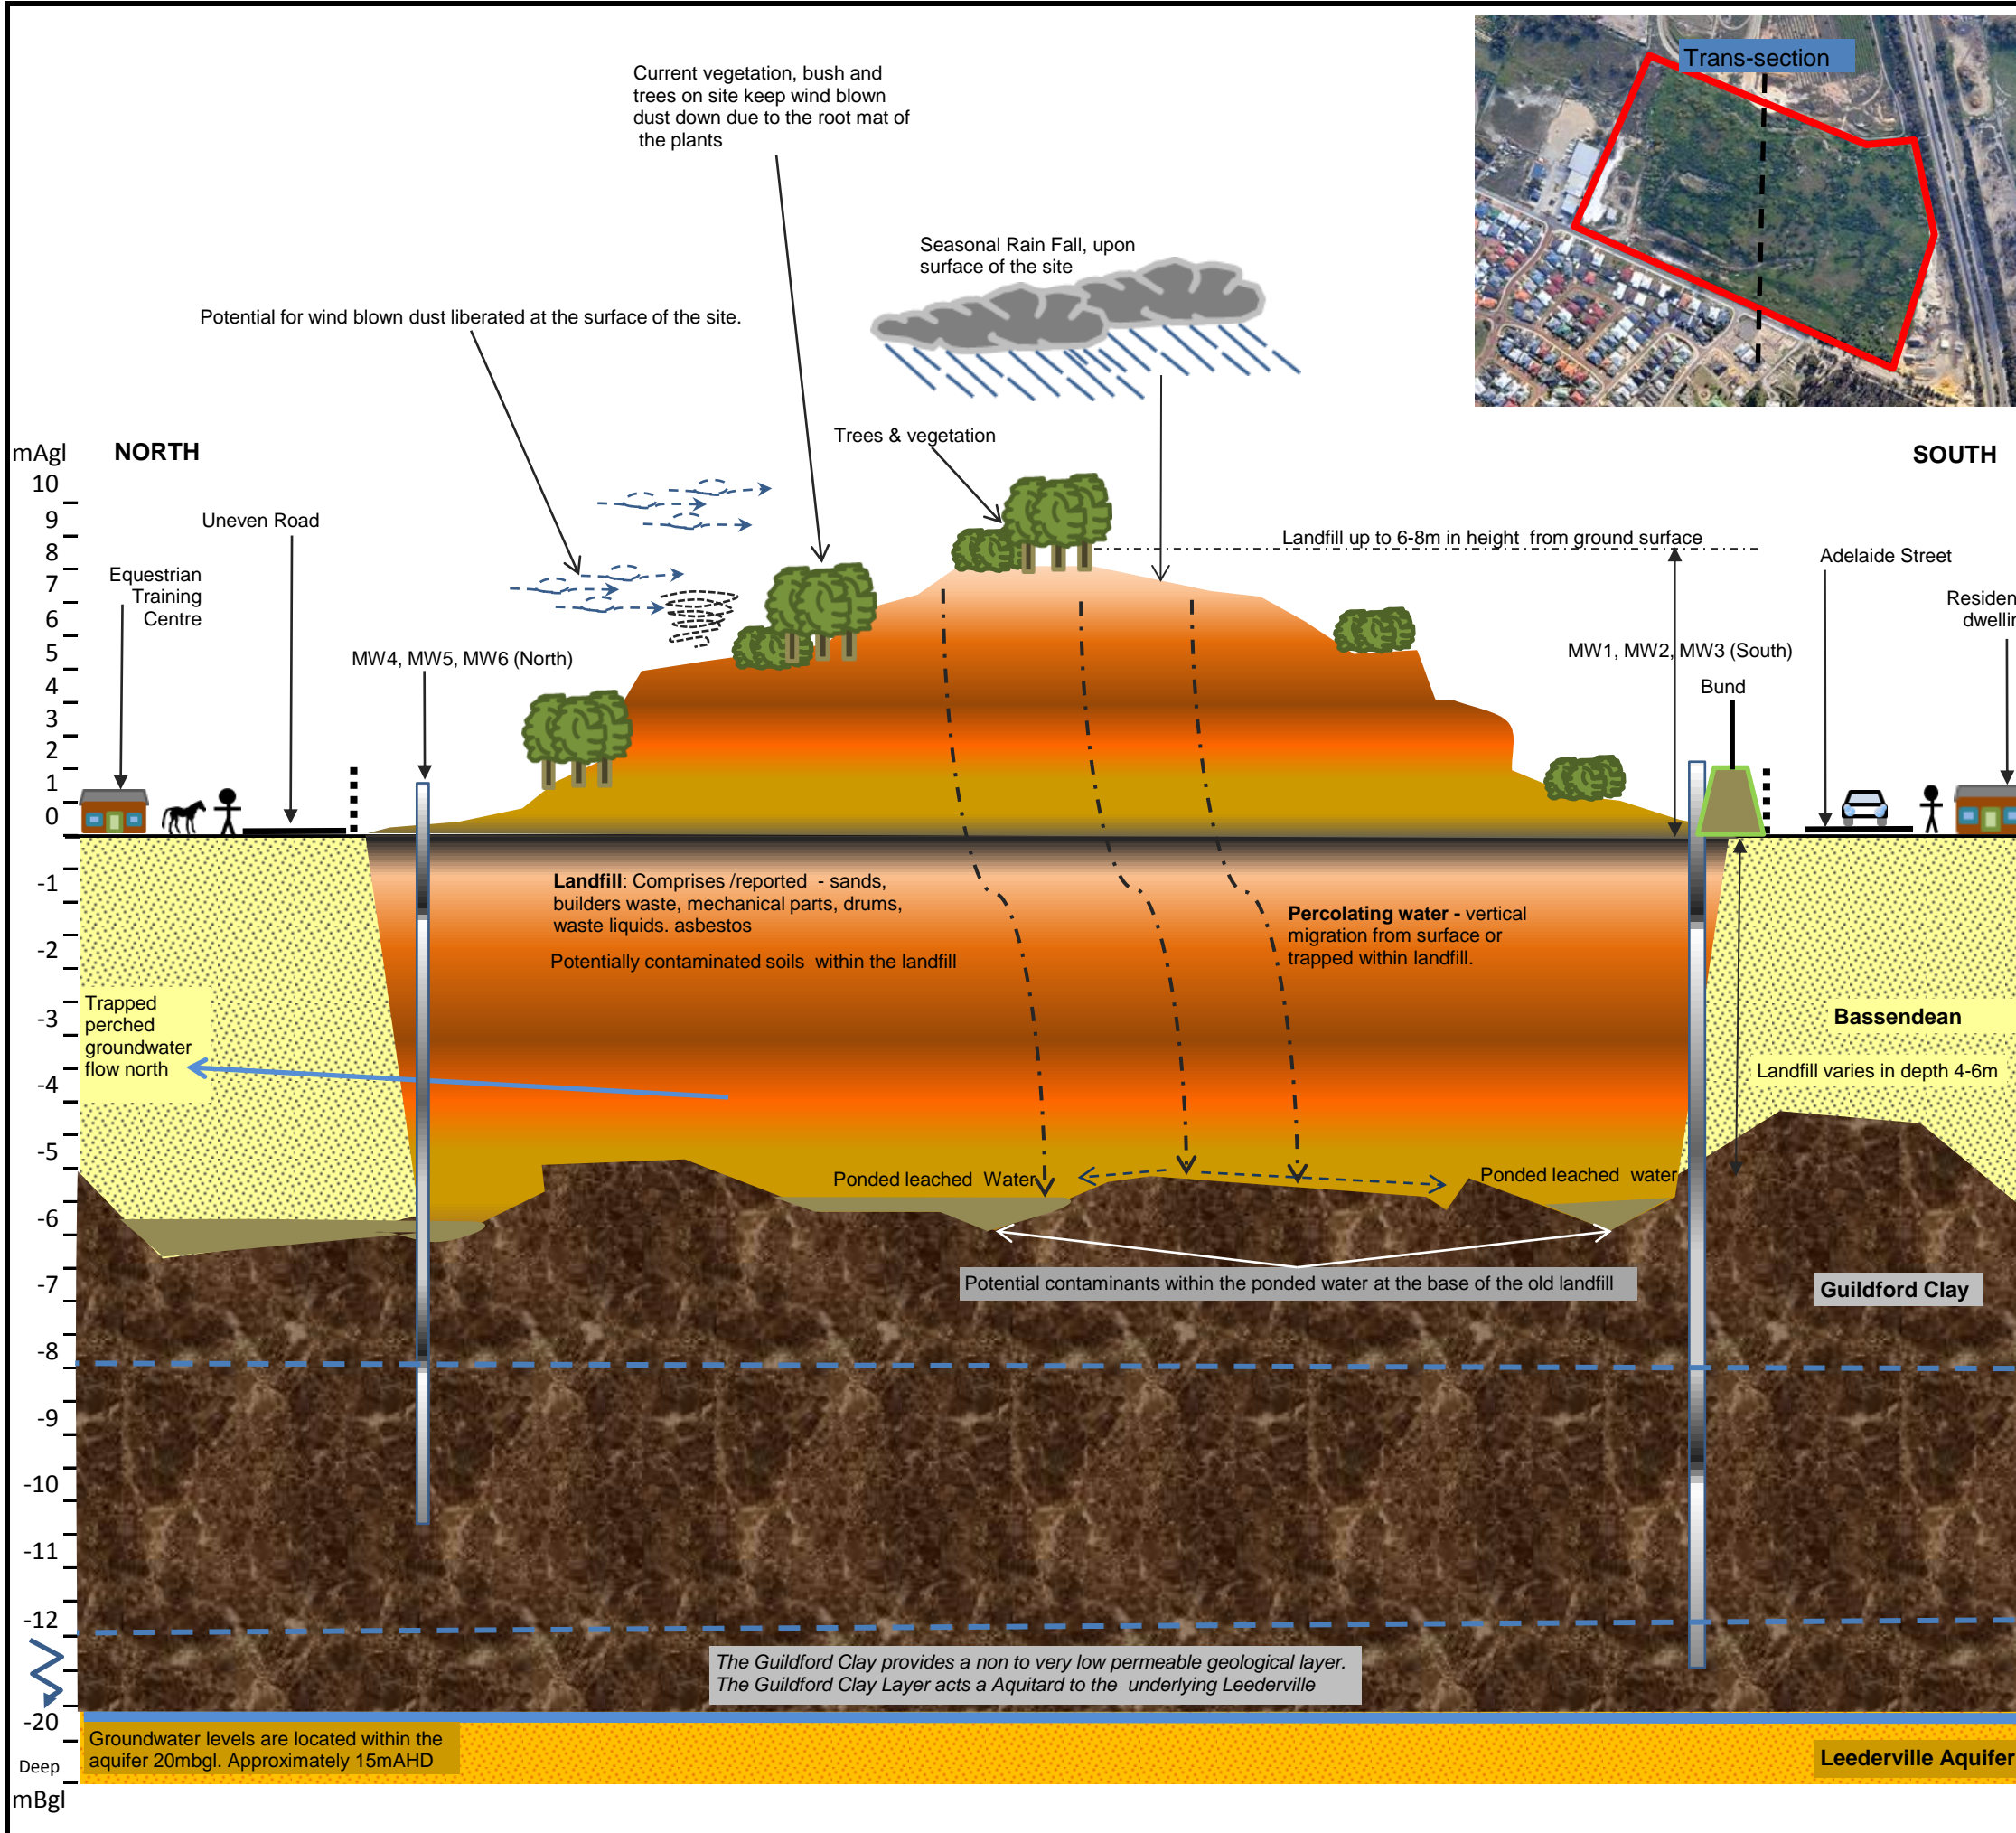 Trans-section
Current vegetation, bush and
trees on site keep wind blown
dust down due to the root mat of
the plants
Seasonal Rain Fall, upon
surface of the site
Potential for wind blown dust liberated at the surface of the site.
Trees & vegetation
mAgl
NORTH
SOUTH
10
9
8
7
6
5
4
3
2
1
0
-1
-2
-3
-4
-5
-6
-7
-8
-9
-10
-11
-12
-20
Deep
mBgl
Uneven Road
Equestrian
Training
Centre
MW4, MW5, MW6 (North)
Landfill up to 6-8m in height from ground surface
Adelaide Street
MW1, MW2, MW3 (South)
Bund
Landfill: Comprises /reported - sands,
builders waste, mechanical parts, drums,
waste liquids. asbestos
Potentially contaminated soils within the landfill
Percolating water - vertical
migration from surface or
trapped within landfill.
Trapped
perched
groundwater
flow north
Bassendean
Landfill varies in depth 4-6m
Ponded leached Water
Ponded leached water
Potential contaminants within the ponded water at the base of the old landfill
Guildford Clay
The Guildford Clay provides a non to very low permeable geological layer.
The Guildford Clay Layer acts a Aquitard to the underlying Leederville
Groundwater levels are located within the
aquifer 20mbgl. Approximately 15mAHD
Leederville Aquifer